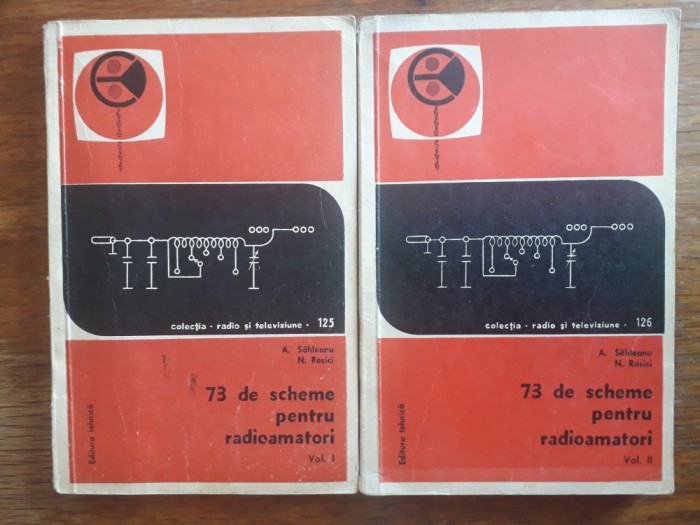 colecția • radio și televiziune • 125
A. Săhleanu
N. Rosici
73 de scheme
pentru
radioamatori
Vol. I
Editura tehnică
colecția • radio și televiziune • 126
A. Săhleanu
N. Rosici
73 de scheme
pentru
radioamatori
Vol. II
Editura tehnică